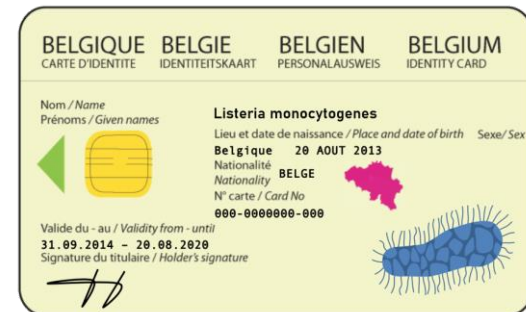 BELGIQUE BELGIE BELGIEN BELGIUM
CARTE D'IDENTITE IDENTITEITSKAART PERSONALAUSWEIS IDENTITY CARD
Nom / Name
Prénoms / Given names
Listeria monocytogenes
Lieu et date de naissance / Place and date of birth Sexe/ Sex
Belgique 20 AOUT 2013
Nationalité
Nationality BELGE
N° carte / Card No
000-0000000-000
Valide du - au / Validity from - until
31.09.2014 – 20.08.2020
Signature du titulaire / Holder's signature